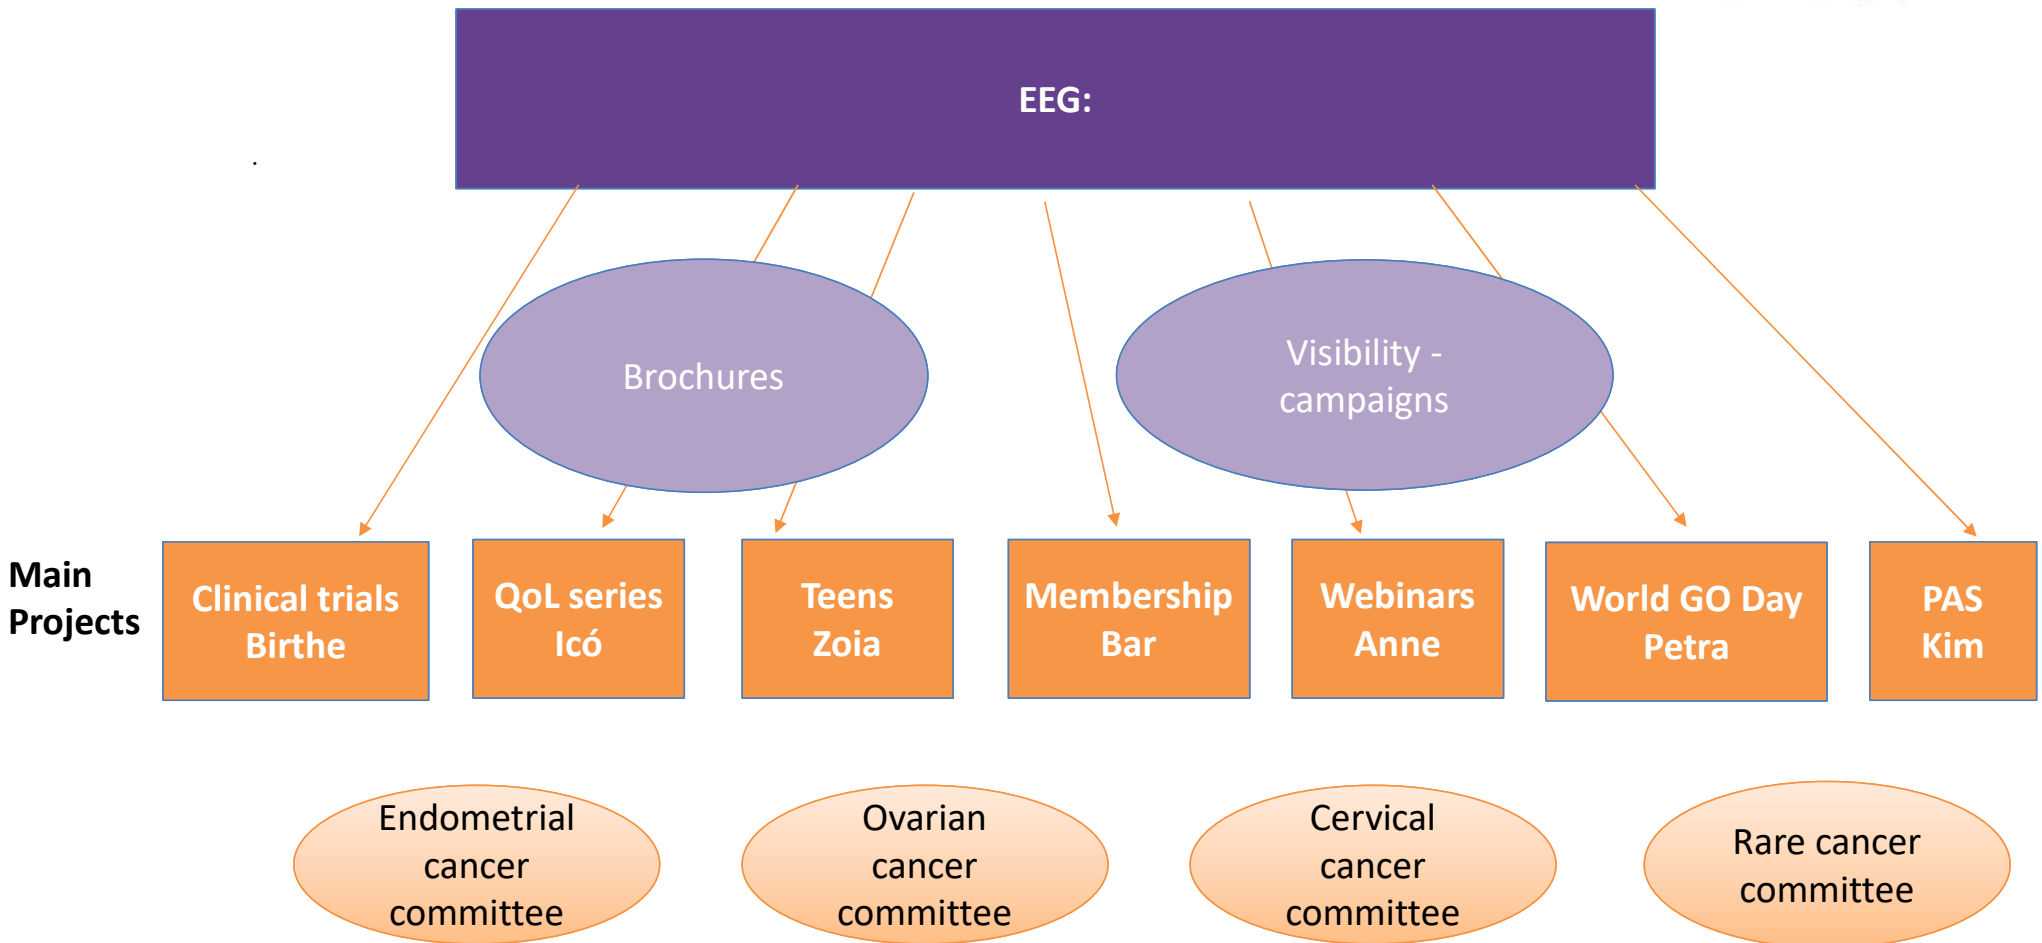 EEG:
.
Brochures
Visibility -
campaigns
Main
Projects
Clinical trials
Birthe
QoL series
Icó
Teens
Zoia
Membership
Bar
Webinars
Anne
World GO Day
Petra
PAS
Kim
Endometrial
cancer
committee
Ovarian
cancer
committee
Cervical
cancer
committee
Rare cancer
committee